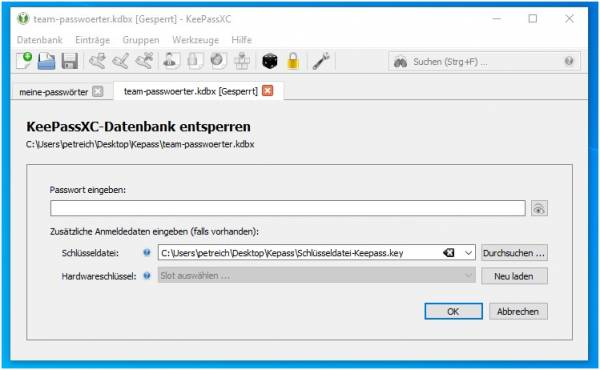 team-passwoerter.kdbx [Gesperrt] - KeePassXC
Datenbank Einträge Gruppen Werkzeuge Hilfe
Suchen (Strg+F) ...
meine-passwörter team-passwoerter.kdbx [Gesperrt]
KeePassXC-Datenbank entsperren
C:\Users\petreich\Desktop\Kepass\team-passwoerter.kdbx
Passwort eingeben:
Zusätzliche Anmeldedaten eingeben (falls vorhanden):
Schlüsseldatei: C:\Users\petreich\Desktop\Kepass\Schlüsseldatei-Keepass.key Durchsuchen ...
Hardwareschlüssel: Slot auswählen ... Neu laden
OK Abbrechen